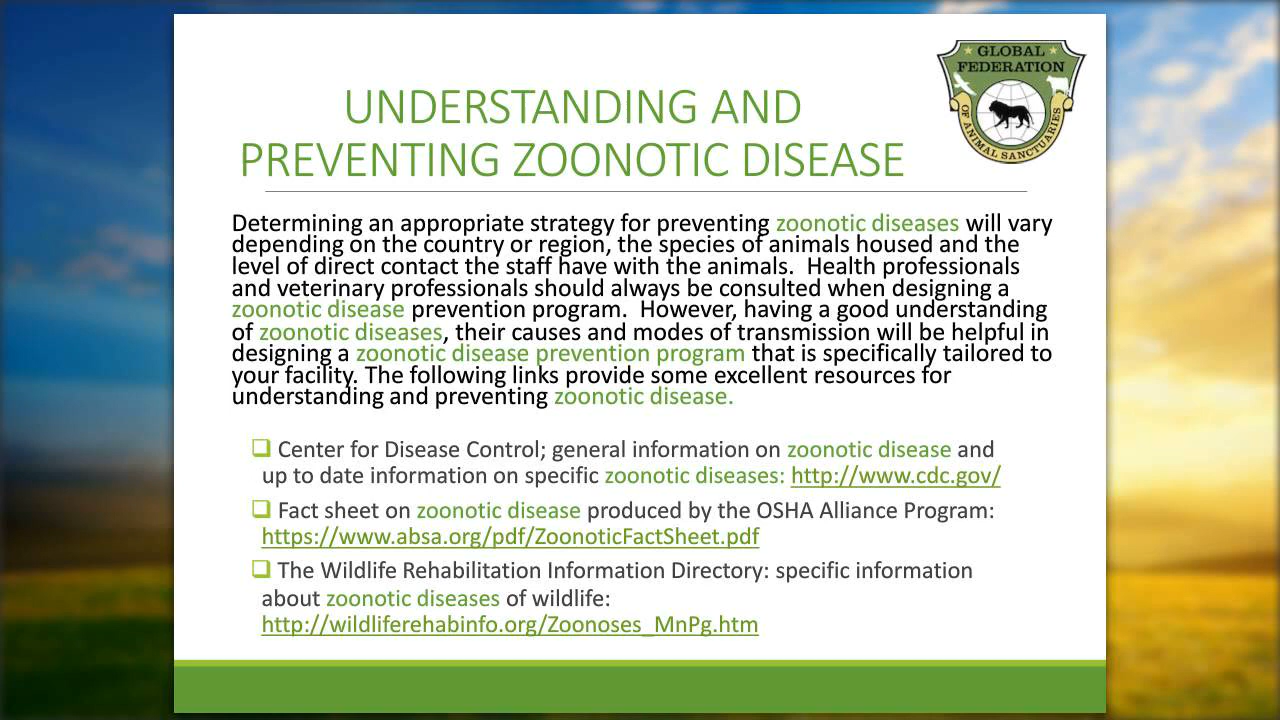 GLOBAL
FEDERATION
OF ANIMAL SANCTUARIES
UNDERSTANDING AND
PREVENTING ZOONOTIC DISEASE
Determining an appropriate strategy for preventing zoonotic diseases will vary
depending on the country or region, the species of animals housed and the
level of direct contact the staff have with the animals.  Health professionals
and veterinary professionals should always be consulted when designing a
zoonotic disease prevention program.  However, having a good understanding
of zoonotic diseases, their causes and modes of transmission will be helpful in
designing a zoonotic disease prevention program that is specifically tailored to
your facility. The following links provide some excellent resources for
understanding and preventing zoonotic disease.
Center for Disease Control; general information on zoonotic disease and
up to date information on specific zoonotic diseases: http://www.cdc.gov/
Fact sheet on zoonotic disease produced by the OSHA Alliance Program:
https://www.absa.org/pdf/ZoonoticFactSheet.pdf
The Wildlife Rehabilitation Information Directory: specific information
about zoonotic diseases of wildlife:
http://wildliferehabinfo.org/Zoonoses_MnPg.htm